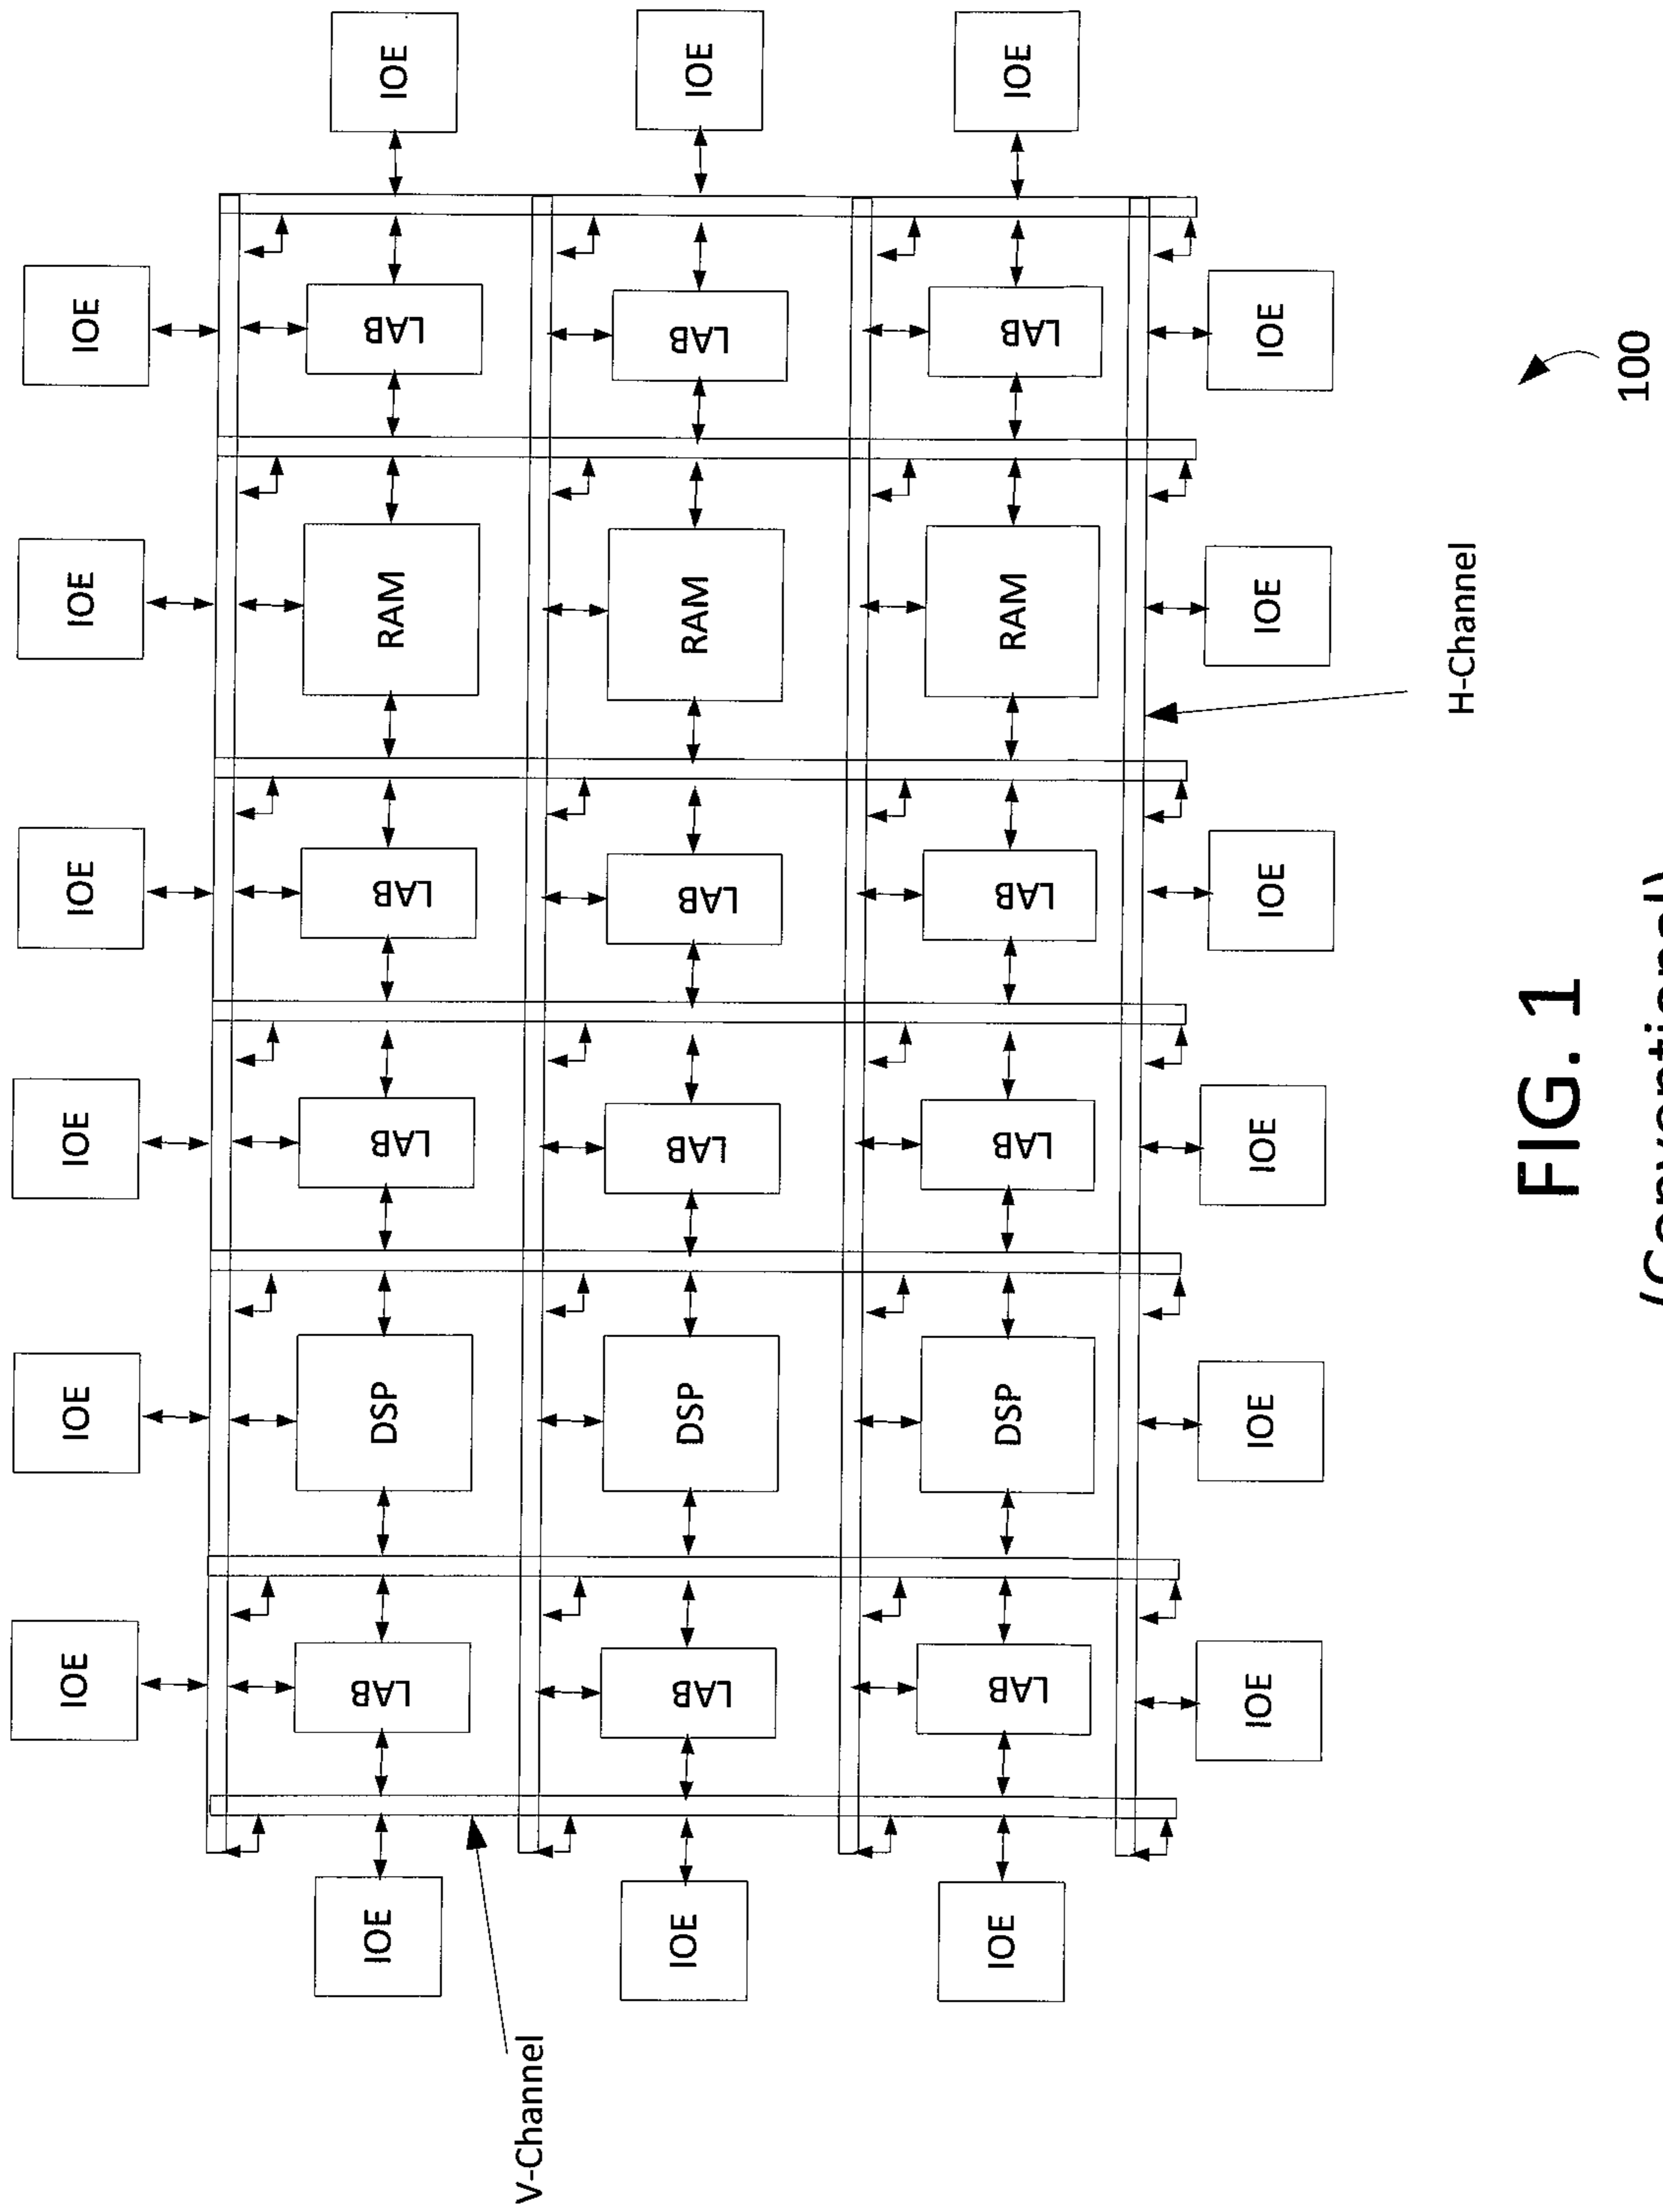 IOE IOE IOE IOE IOE IOE
IOE LAB DSP LAB LAB RAM LAB IOE
V-Channel
IOE LAB DSP LAB LAB RAM LAB IOE
IOE LAB DSP LAB LAB RAM LAB IOE
IOE IOE IOE IOE IOE IOE
H-Channel
FIG. 1
100
(Conventional)